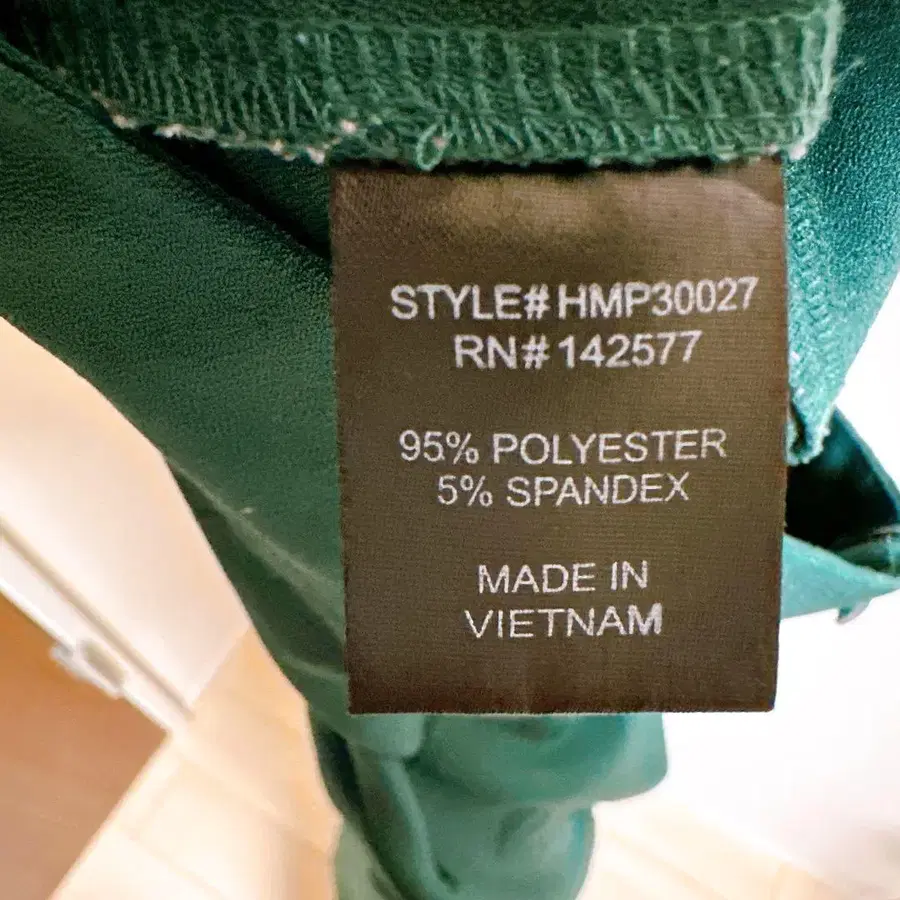 STYLE# HMP30027
RN# 142577
95% POLYESTER
5% SPANDEX
MADE IN
VIETNAM